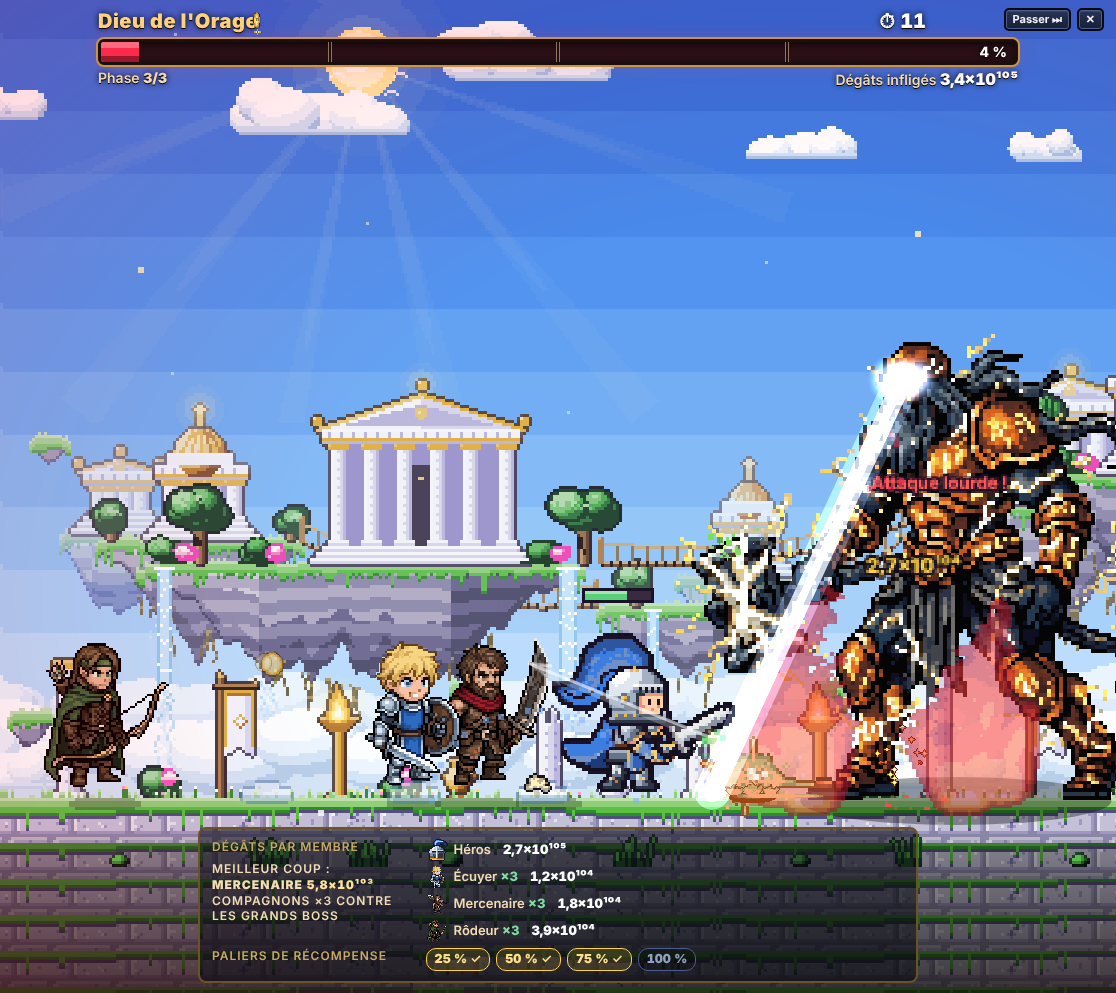 Dieu de l'Orage
11
Passer ⏭
×
4 %
Phase 3/3
Dégâts infligés 3,4×10¹⁰⁵
Attaque lourde !
2,7×10¹⁰⁴
DÉGÂTS PAR MEMBRE
MEILLEUR COUP :
MERCENAIRE 5,8×10¹⁰³
COMPAGNONS ×3 CONTRE
LES GRANDS BOSS
Héros 2,7×10¹⁰⁵
Écuyer ×3 1,2×10¹⁰⁴
Mercenaire ×3 1,8×10¹⁰⁴
Rôdeur ×3 3,9×10¹⁰⁴
PALIERS DE RÉCOMPENSE
25 % ✓ 50 % ✓ 75 % ✓ 100 %